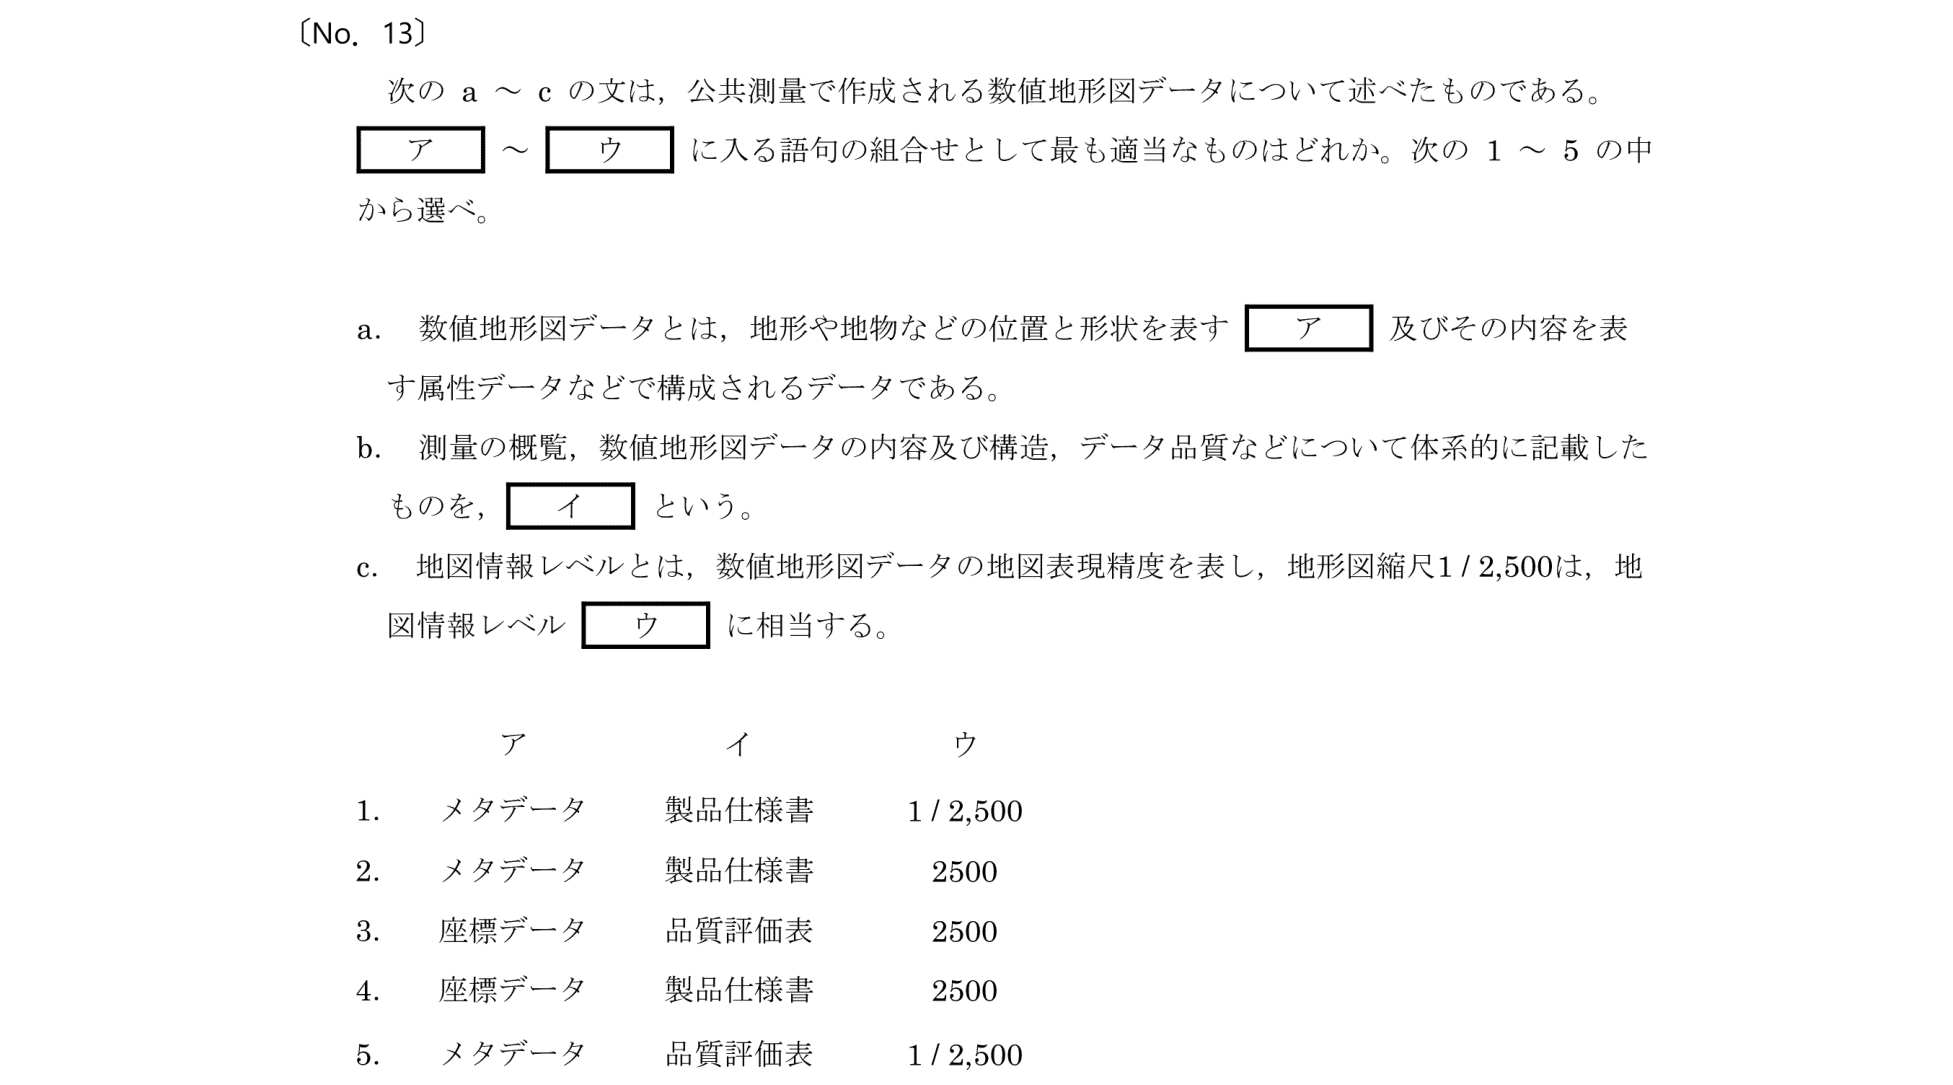 〔No. 13〕
次の a ～ c の文は，公共測量で作成される数値地形図データについて述べたものである。
ア ～ ウ に入る語句の組合せとして最も適当なものはどれか。次の 1 ～ 5 の中
から選べ。
a. 数値地形図データとは，地形や地物などの位置と形状を表す ア 及びその内容を表
す属性データなどで構成されるデータである。
b. 測量の概覧，数値地形図データの内容及び構造，データ品質などについて体系的に記載した
ものを， イ という。
c. 地図情報レベルとは，数値地形図データの地図表現精度を表し，地形図縮尺1 / 2,500は，地
図情報レベル ウ に相当する。
ア イ ウ
1. メタデータ 製品仕様書 1 / 2,500
2. メタデータ 製品仕様書 2500
3. 座標データ 品質評価表 2500
4. 座標データ 製品仕様書 2500
5. メタデータ 品質評価表 1 / 2,500